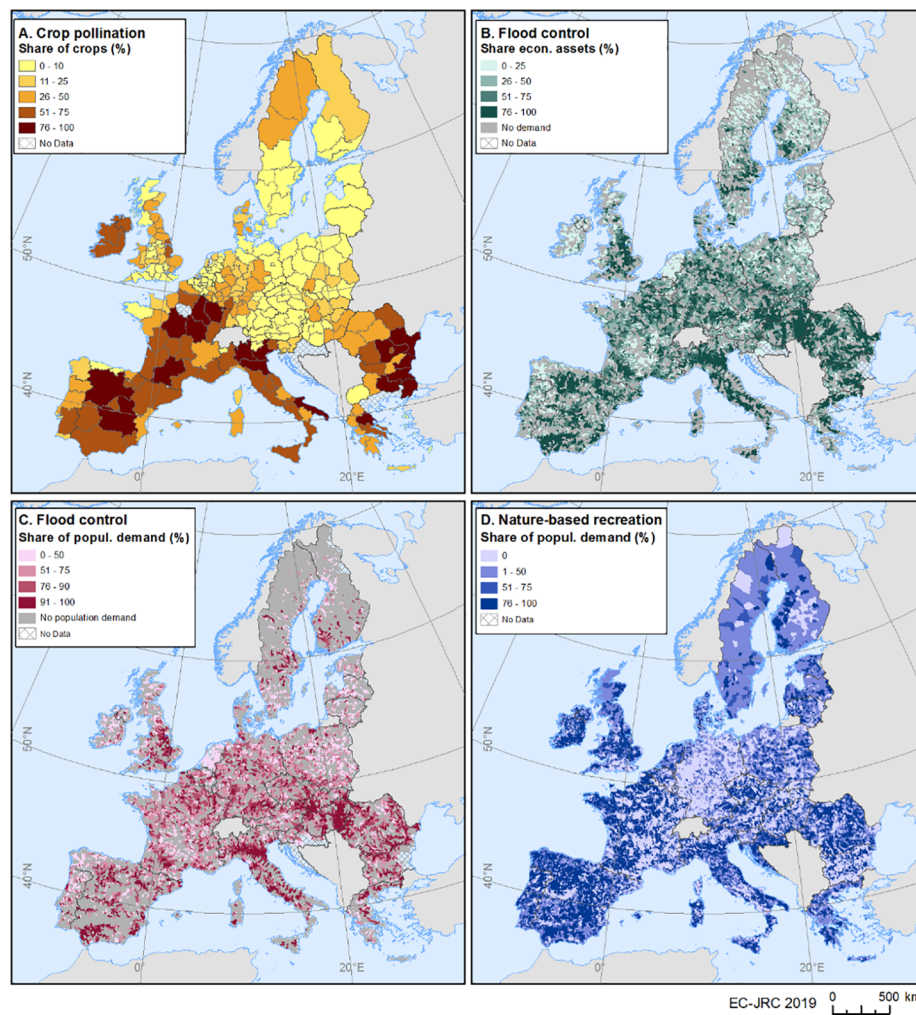 A. Crop pollination
Share of crops (%)
0 - 10
11 - 25
26 - 50
51 - 75
76 - 100
No Data
50°N
40°N
0°
20°E
B. Flood control
Share econ. assets (%)
0 - 25
26 - 50
51 - 75
76 - 100
No demand
No Data
50°N
40°N
0°
20°E
C. Flood control
Share of popul. demand (%)
0 - 50
51 - 75
76 - 90
91 - 100
No population demand
No Data
50°N
40°N
0°
20°E
D. Nature-based recreation
Share of popul. demand (%)
0
1 - 50
51 - 75
76 - 100
No Data
50°N
40°N
0°
20°E
EC-JRC 2019
0 500 km